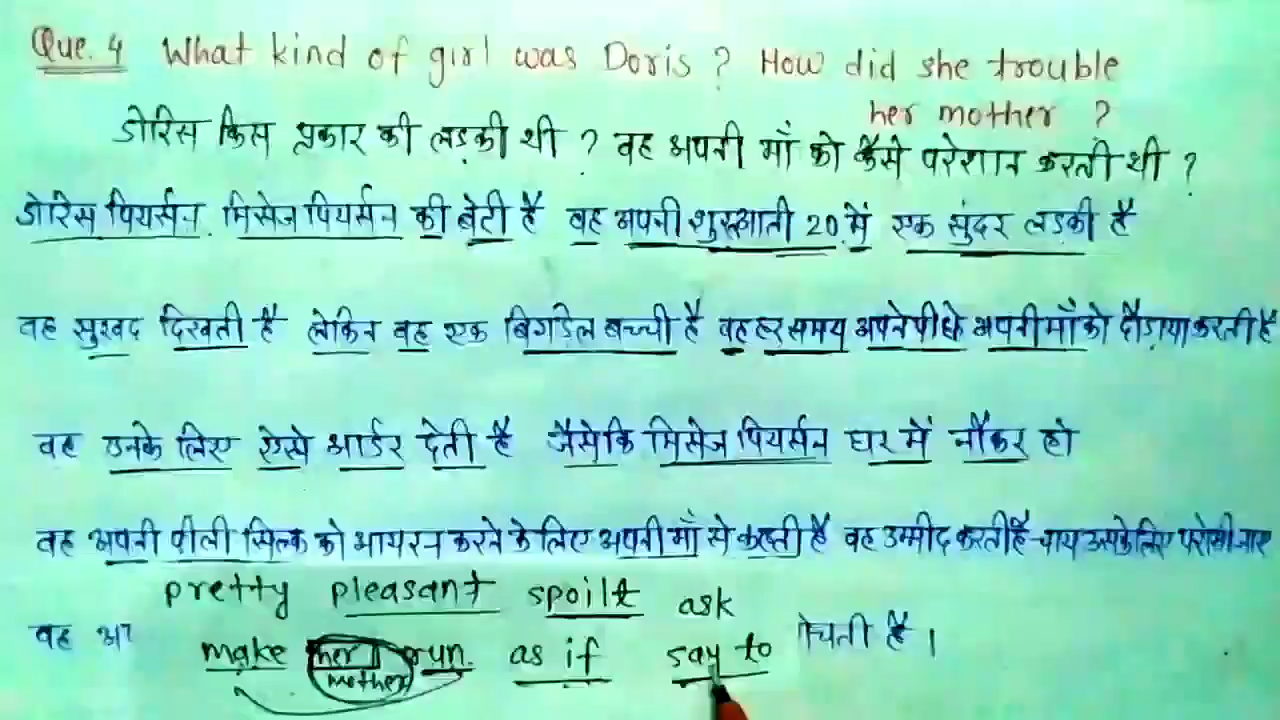 Que. 4 What kind of girl was Doris ? How did she trouble
her mother ?
डोरिस किस प्रकार की लड़की थी ? वह अपनी माँ को कैसे परेशान करती थी ?
डोरिस पियर्सन मिसेज पियर्सन की बेटी है वह अपनी शुरुआती 20 में एक सुंदर लड़की है
वह सुखद दिखती है लेकिन वह एक बिगडैल बच्ची है वह हर समय अपने पीछे अपनी माँ को दौड़ाया करती है
वह उनके लिए ऐसे आर्डर देती है जैसे कि मिसेज पियर्सन घर में नौकर हो
वह अपनी पीली सिल्क को आयरन करने के लिए अपनी माँ से कहती है वह उम्मीद करती है चाय उसके लिए परोसी जाए
pretty pleasant spoilt ask
वह
make her run. as if say to
mother
है ।